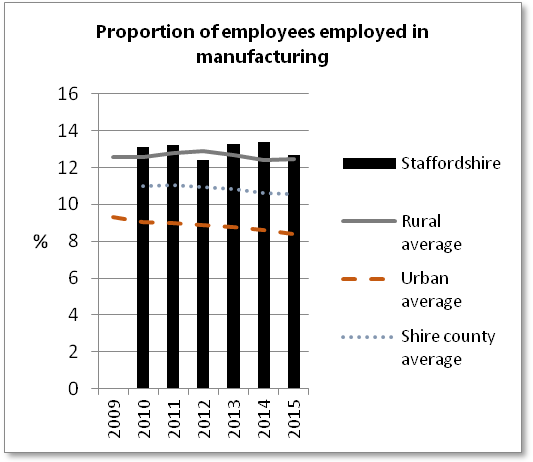 Proportion of employees employed in
manufacturing
16
14
12
10
8
6
4
2
0
%
2009
2010
2011
2012
2013
2014
2015
Staffordshire
Rural
average
Urban
average
Shire county
average